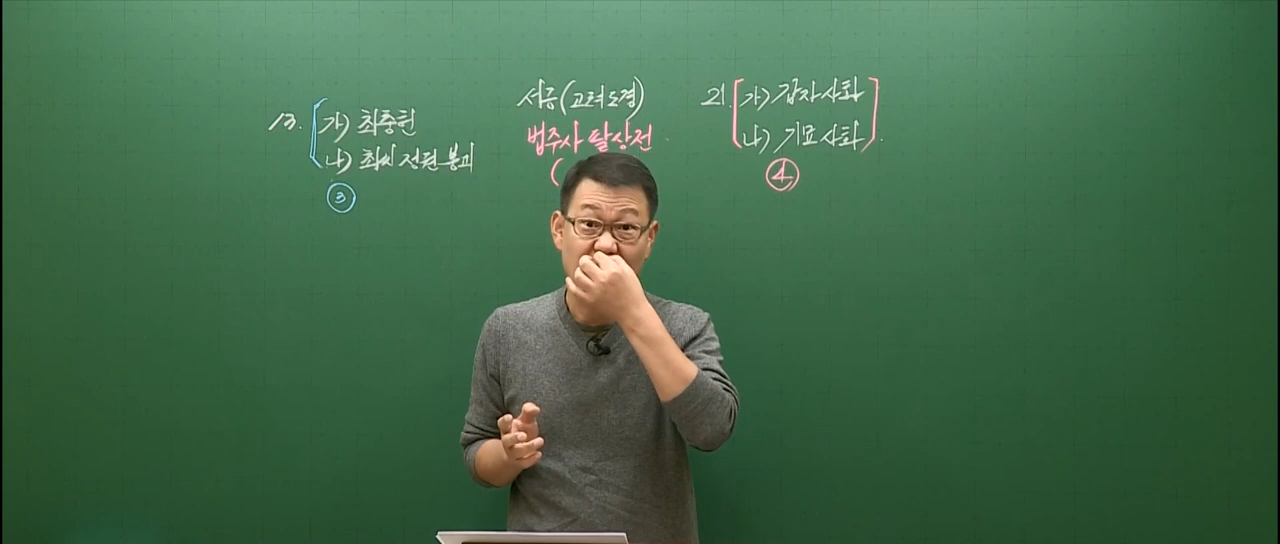 13. 가) 최충헌
나) 최씨 정권 붕괴
③
서긍(고려도경)
법주사 팔상전
(
21. 가) 갑자사화
나) 기묘사화
④